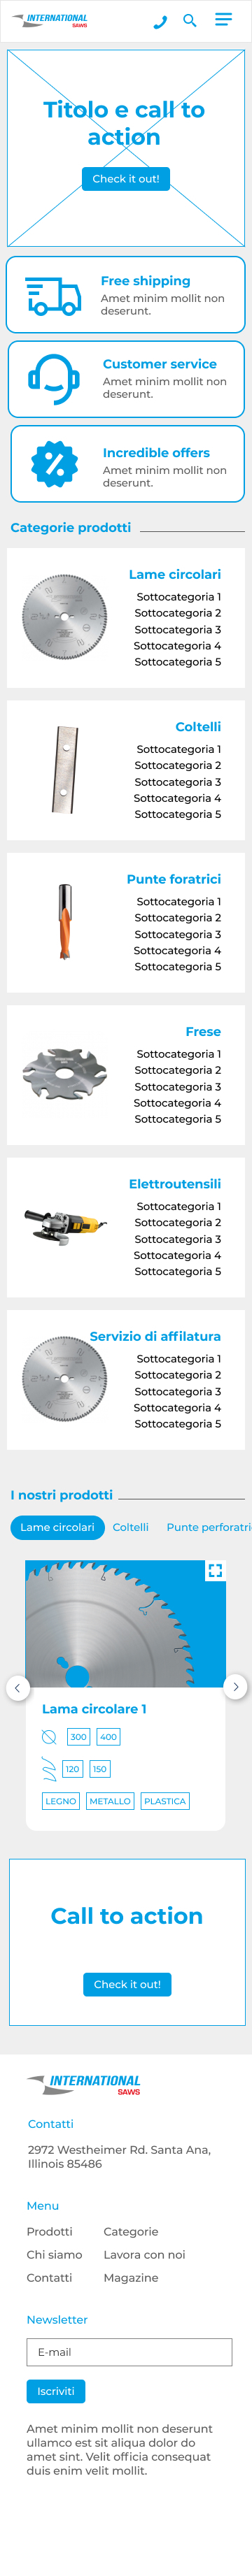 INTERNATIONAL
SAWS
Titolo e call to
action
Check it out!
Free shipping
Amet minim mollit non
deserunt.
Customer service
Amet minim mollit non
deserunt.
Incredible offers
Amet minim mollit non
deserunt.
Categorie prodotti
Lame circolari
Sottocategoria 1
Sottocategoria 2
Sottocategoria 3
Sottocategoria 4
Sottocategoria 5
Coltelli
Sottocategoria 1
Sottocategoria 2
Sottocategoria 3
Sottocategoria 4
Sottocategoria 5
Punte foratrici
Sottocategoria 1
Sottocategoria 2
Sottocategoria 3
Sottocategoria 4
Sottocategoria 5
Frese
Sottocategoria 1
Sottocategoria 2
Sottocategoria 3
Sottocategoria 4
Sottocategoria 5
Elettroutensili
Sottocategoria 1
Sottocategoria 2
Sottocategoria 3
Sottocategoria 4
Sottocategoria 5
Servizio di affilatura
Sottocategoria 1
Sottocategoria 2
Sottocategoria 3
Sottocategoria 4
Sottocategoria 5
I nostri prodotti
Lame circolari Coltelli Punte perforatri
Lama circolare 1
300 400
120 150
LEGNO METALLO PLASTICA
Call to action
Check it out!
INTERNATIONAL
SAWS
Contatti
2972 Westheimer Rd. Santa Ana,
Illinois 85486
Menu
Prodotti Categorie
Chi siamo Lavora con noi
Contatti Magazine
Newsletter
E-mail
Iscriviti
Amet minim mollit non deserunt
ullamco est sit aliqua dolor do
amet sint. Velit officia consequat
duis enim velit mollit.